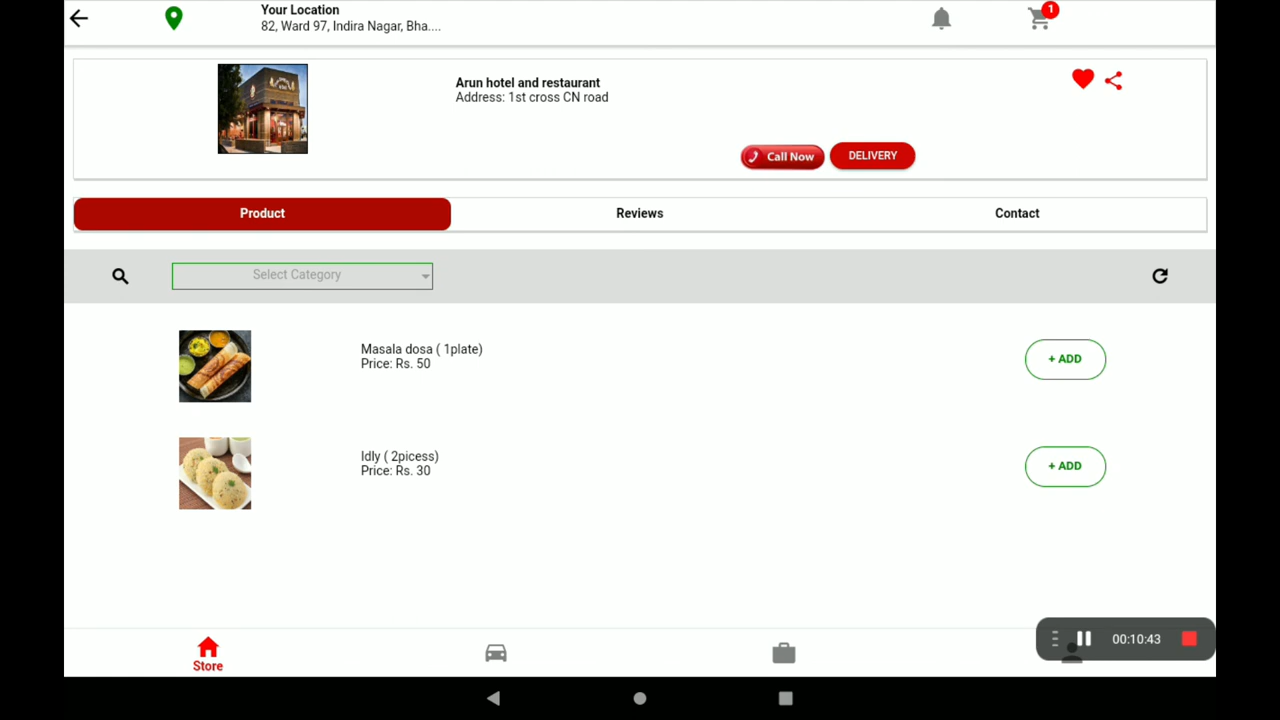 Your Location
82, Ward 97, Indira Nagar, Bha....
1
Arun hotel and restaurant
Address: 1st cross CN road
Call Now
DELIVERY
Product
Reviews
Contact
Select Category
Masala dosa ( 1plate)
Price: Rs. 50
+ ADD
Idly ( 2picess)
Price: Rs. 30
+ ADD
00:10:43
Store